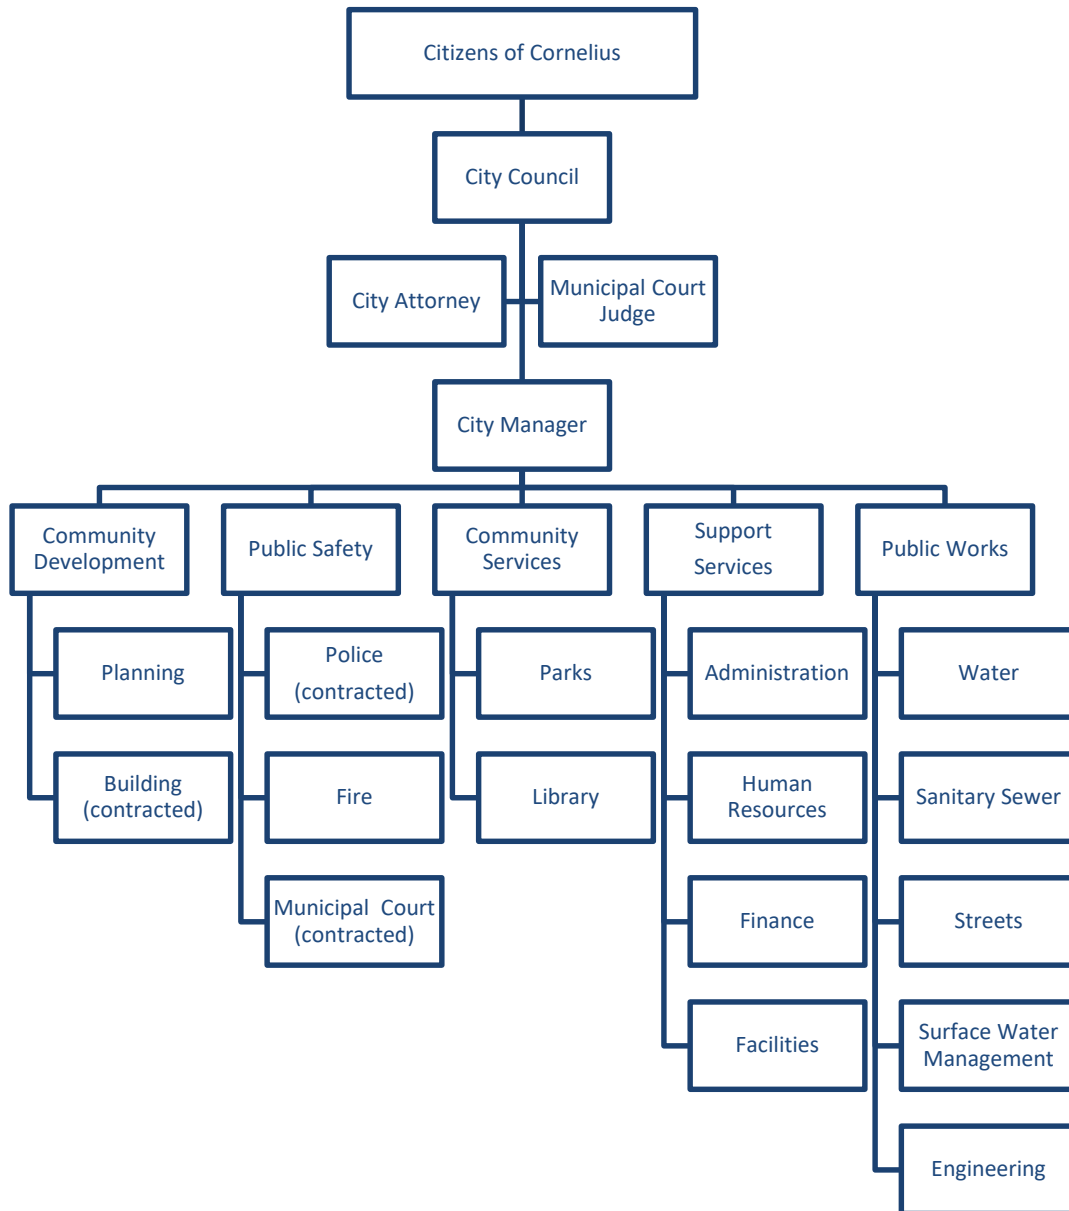 Citizens of Cornelius
City Council
City Attorney
Municipal Court
Judge
City Manager
Community
Development
Public Safety
Community
Services
Support
Services
Public Works
Planning
Building
(contracted)
Police
(contracted)
Fire
Municipal  Court
(contracted)
Parks
Library
Administration
Human
Resources
Finance
Facilities
Water
Sanitary Sewer
Streets
Surface Water
Management
Engineering